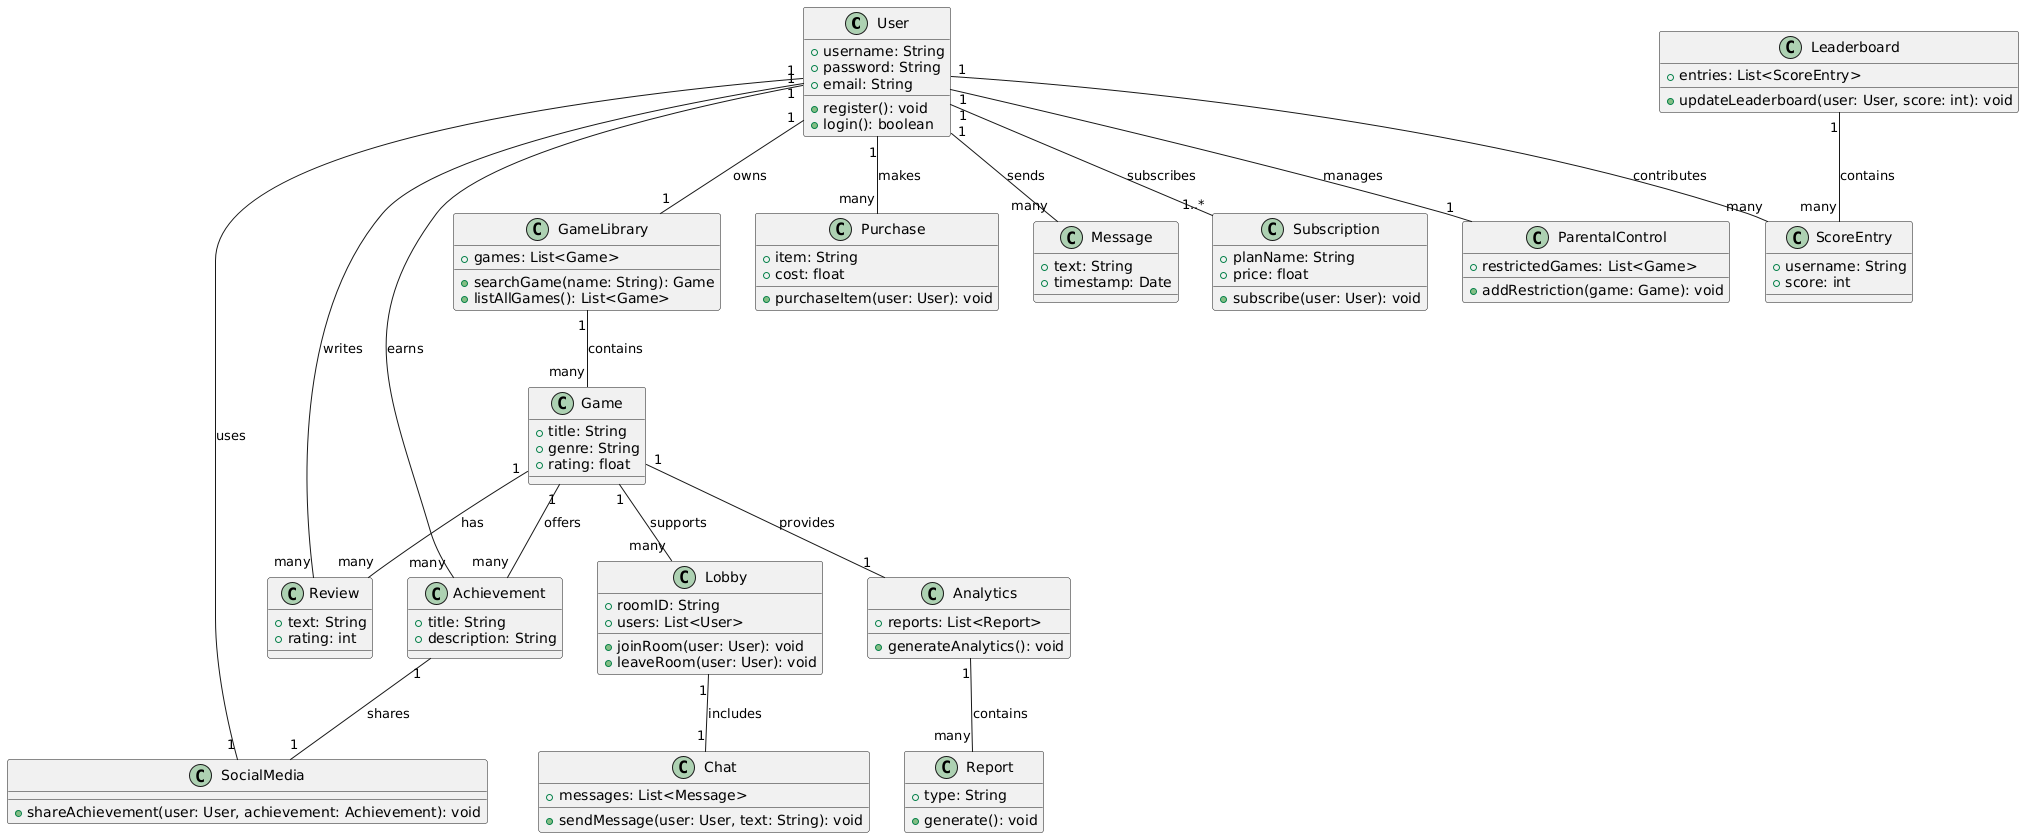 C User
username: String
password: String
email: String
register(): void
login(): boolean
C Leaderboard
entries: List<ScoreEntry>
updateLeaderboard(user: User, score: int): void
1
1
1
1
1
1
1
1
1
1
1
owns
makes
sends
subscribes
manages
contributes
contains
1
many
many
1..*
1
many
many
C GameLibrary
games: List<Game>
searchGame(name: String): Game
listAllGames(): List<Game>
C Purchase
item: String
cost: float
purchaseItem(user: User): void
C Message
text: String
timestamp: Date
C Subscription
planName: String
price: float
subscribe(user: User): void
C ParentalControl
restrictedGames: List<Game>
addRestriction(game: Game): void
C ScoreEntry
username: String
score: int
1
writes
earns
contains
many
C Game
title: String
genre: String
rating: float
uses
1
1
1
1
has
offers
supports
provides
many
many
many
many
many
1
C Review
text: String
rating: int
C Achievement
title: String
description: String
C Lobby
roomID: String
users: List<User>
joinRoom(user: User): void
leaveRoom(user: User): void
C Analytics
reports: List<Report>
generateAnalytics(): void
1
1
1
shares
includes
contains
1
1
1
many
C SocialMedia
shareAchievement(user: User, achievement: Achievement): void
C Chat
messages: List<Message>
sendMessage(user: User, text: String): void
C Report
type: String
generate(): void